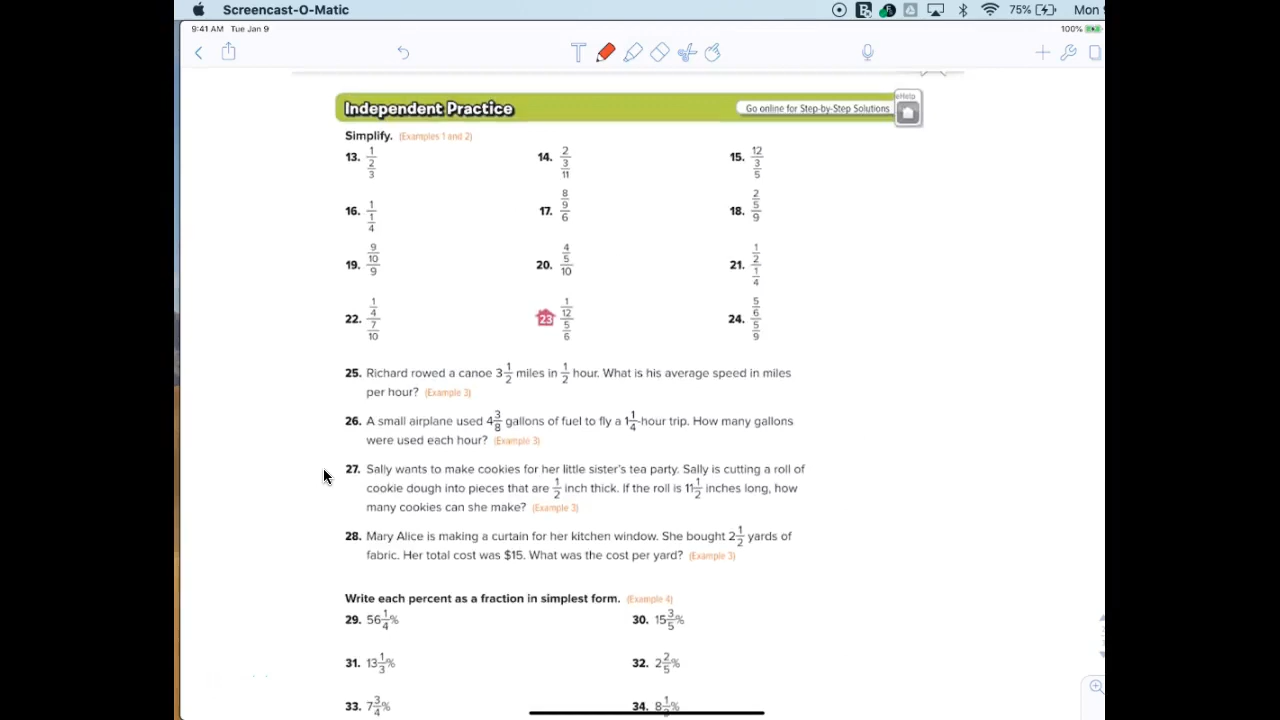 Screencast-O-Matic 75% Mon
9:41 AM Tue Jan 9 100%
T
Independent Practice Go online for Step-by-Step Solutions eHelp
Simplify. (Examples 1 and 2)
13. 1/(2/3) 14. 2/(3/11) 15. 12/(3/5)
16. 1/(1/4) 17. (8/9)/6 18. (2/5)/9
19. (9/10)/9 20. (4/5)/10 21. (1/2)/(1/4)
22. (1/4)/(7/10) 23 (1/12)/(5/6) 24. (5/6)/(5/9)
25. Richard rowed a canoe 3 1/2 miles in 1/2 hour. What is his average speed in miles
per hour? (Example 3)
26. A small airplane used 4 3/8 gallons of fuel to fly a 1 1/4-hour trip. How many gallons
were used each hour? (Example 3)
27. Sally wants to make cookies for her little sister's tea party. Sally is cutting a roll of
cookie dough into pieces that are 1/2 inch thick. If the roll is 11 1/2 inches long, how
many cookies can she make? (Example 3)
28. Mary Alice is making a curtain for her kitchen window. She bought 2 1/2 yards of
fabric. Her total cost was $15. What was the cost per yard? (Example 3)
Write each percent as a fraction in simplest form. (Example 4)
29. 56 1/4% 30. 15 3/5%
31. 13 1/3% 32. 2 2/5%
33. 7 3/4% 34. 8